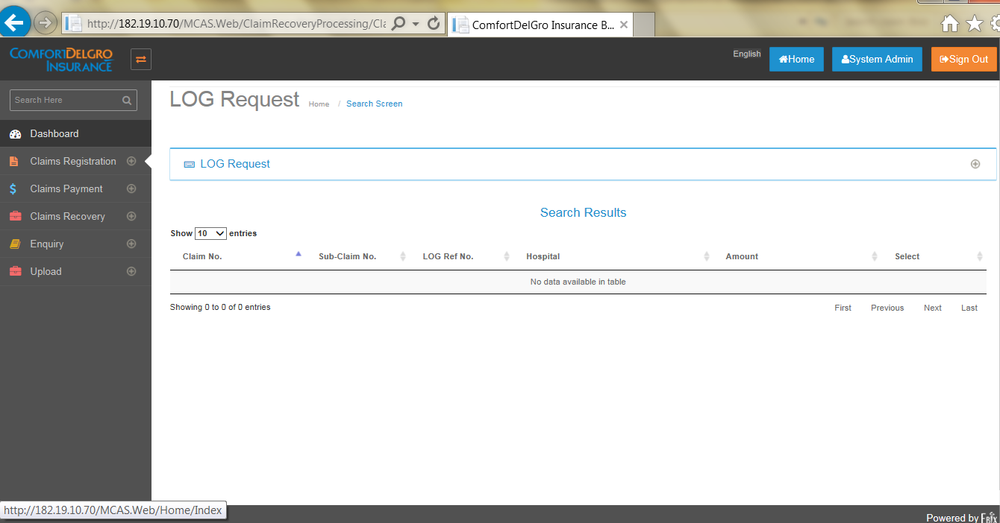 http://182.19.10.70/MCAS.Web/ClaimRecoveryProcessing/Cla
ComfortDelGro Insurance B...
COMFORTDELGRO
INSURANCE
English
Home
System Admin
Sign Out
Search Here
LOG Request
Home / Search Screen
Dashboard
Claims Registration
Claims Payment
Claims Recovery
Enquiry
Upload
LOG Request
Search Results
Show 10 entries
Claim No. Sub-Claim No. LOG Ref No. Hospital Amount Select
No data available in table
Showing 0 to 0 of 0 entries
First Previous Next Last
http://182.19.10.70/MCAS.Web/Home/Index
Powered by